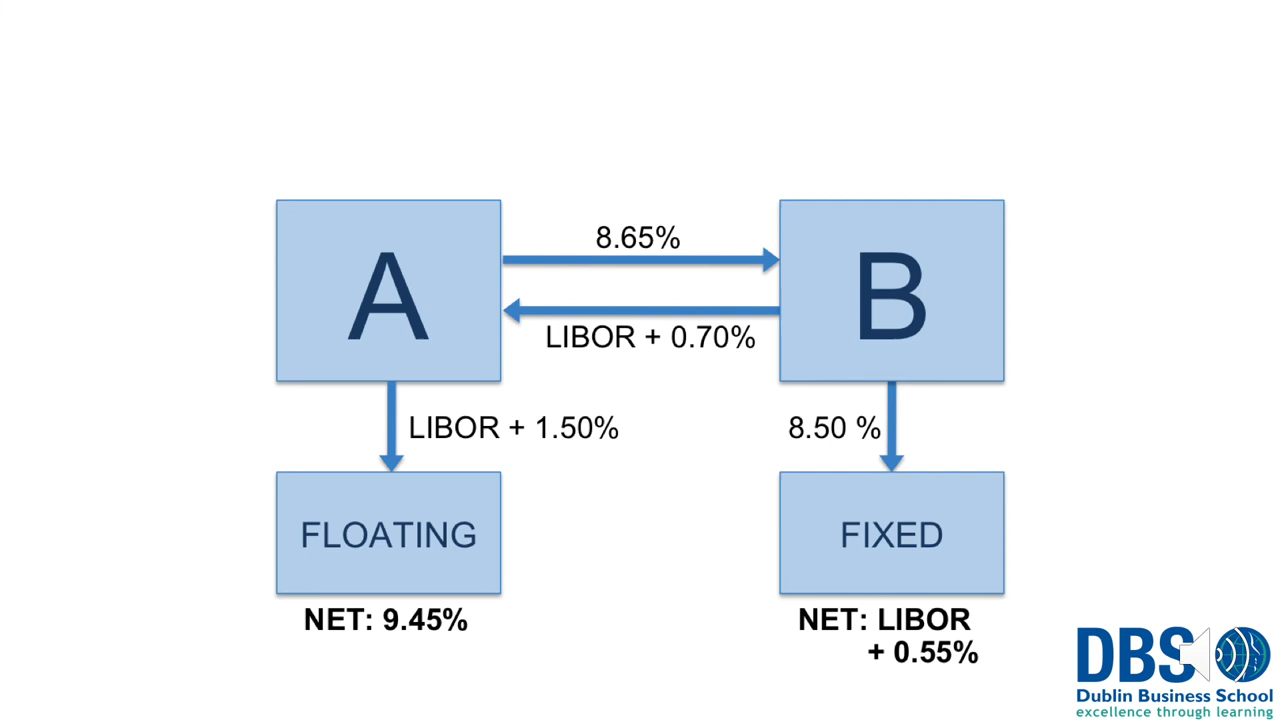 A
8.65%
B
LIBOR + 0.70%
LIBOR + 1.50%
8.50 %
FLOATING
FIXED
NET: 9.45%
NET: LIBOR
+ 0.55%
DBS
Dublin Business School
excellence through learning